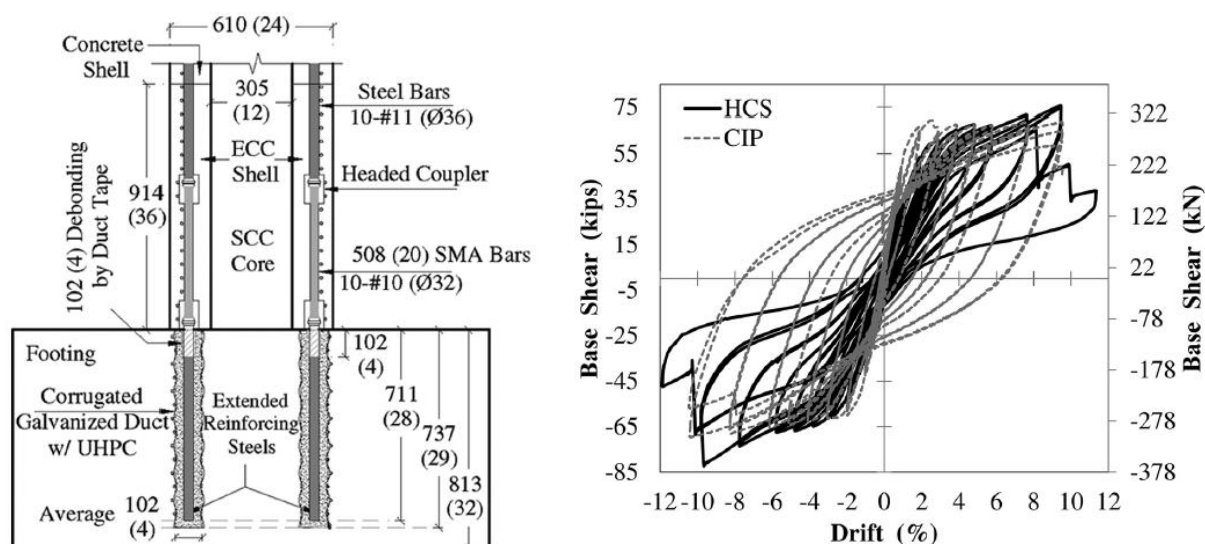 610 (24)
Concrete
Shell
305
(12)
Steel Bars
10-#11 (Ø36)
ECC
Shell
Headed Coupler
914
(36)
102 (4) Debonding
by Duct Tape
SCC
Core
508 (20) SMA Bars
10-#10 (Ø32)
Footing
102
(4)
Corrugated
Galvanized Duct
w/ UHPC
Extended
Reinforcing
Steels
711
(28)
737
(29)
813
(32)
Average
102
(4)
HCS
CIP
Base Shear (kips)
75
55
35
15
-5
-25
-45
-65
-85
322
222
122
22
-78
-178
-278
-378
Base Shear (kN)
-12 -10 -8 -6 -4 -2 0 2 4 6 8 10 12
Drift (%)